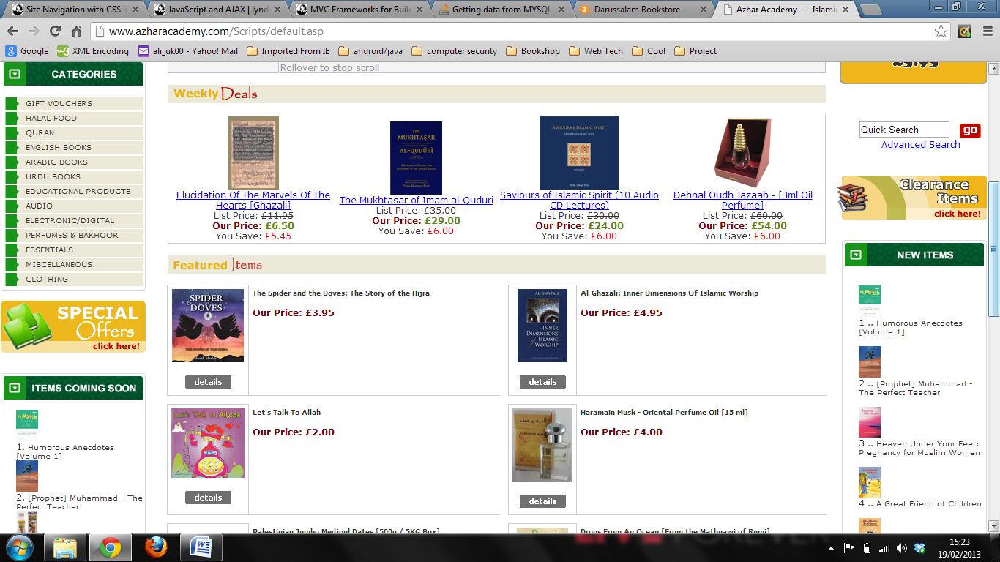 Site Navigation with CSS in
JavaScript and AJAX | lynd
MVC Frameworks for Build
Getting data from MYSQL
Darussalam Bookstore
Azhar Academy --- Islamic
www.azharacademy.com/Scripts/default.asp
Google
XML Encoding
ali_uk00 - Yahoo! Mail
Imported From IE
android/java
computer security
Bookshop
Web Tech
Cool
Project
CATEGORIES
GIFT VOUCHERS
HALAL FOOD
QURAN
ENGLISH BOOKS
ARABIC BOOKS
URDU BOOKS
EDUCATIONAL PRODUCTS
AUDIO
ELECTRONIC/DIGITAL
PERFUMES & BAKHOOR
ESSENTIALS
MISCELLANEOUS.
CLOTHING
SPECIAL
Offers
click here!
ITEMS COMING SOON
1. Humorous Anecdotes
[Volume 1]
2. [Prophet] Muhammad - The
Perfect Teacher
Rollover to stop scroll
Weekly Deals
THE
MUKHTAṢAR
AL-QUDŪRĪ
SAVIOURS OF ISLAMIC SPIRIT
Elucidation Of The Marvels Of The
Hearts [Ghazali]
List Price: £11.95
Our Price: £6.50
You Save: £5.45
The Mukhtasar of Imam al-Quduri
List Price: £35.00
Our Price: £29.00
You Save: £6.00
Saviours of Islamic Spirit (10 Audio
CD Lectures)
List Price: £30.00
Our Price: £24.00
You Save: £6.00
Dehnal Oudh Jazaab - [3ml Oil
Perfume]
List Price: £60.00
Our Price: £54.00
You Save: £6.00
Featured Items
THE
SPIDER
&
DOVES
THE STORY OF THE HIJRA
Farah Morley
The Spider and the Doves: The Story of the Hijra
Our Price: £3.95
details
AL-GHAZALI
INNER
DIMENSIONS
of ISLAMIC
WORSHIP
Al-Ghazali: Inner Dimensions Of Islamic Worship
Our Price: £4.95
details
Let's Talk to Allaah
Let's Talk To Allah
Our Price: £2.00
details
Haramain Musk - Oriental Perfume Oil [15 ml]
Our Price: £4.00
details
Palestinian Jumbo Medjoul Dates [500g / 5KG Box]
Drops From An Ocean [From the Mathnawi of Rumi]
£3.95
Quick Search
go
Advanced Search
Clearance
Items
click here!
NEW ITEMS
1 .. Humorous Anecdotes
[Volume 1]
2 .. [Prophet] Muhammad -
The Perfect Teacher
3 .. Heaven Under Your Feet:
Pregnancy for Muslim Women
4 .. A Great Friend of Children
15:23
19/02/2013